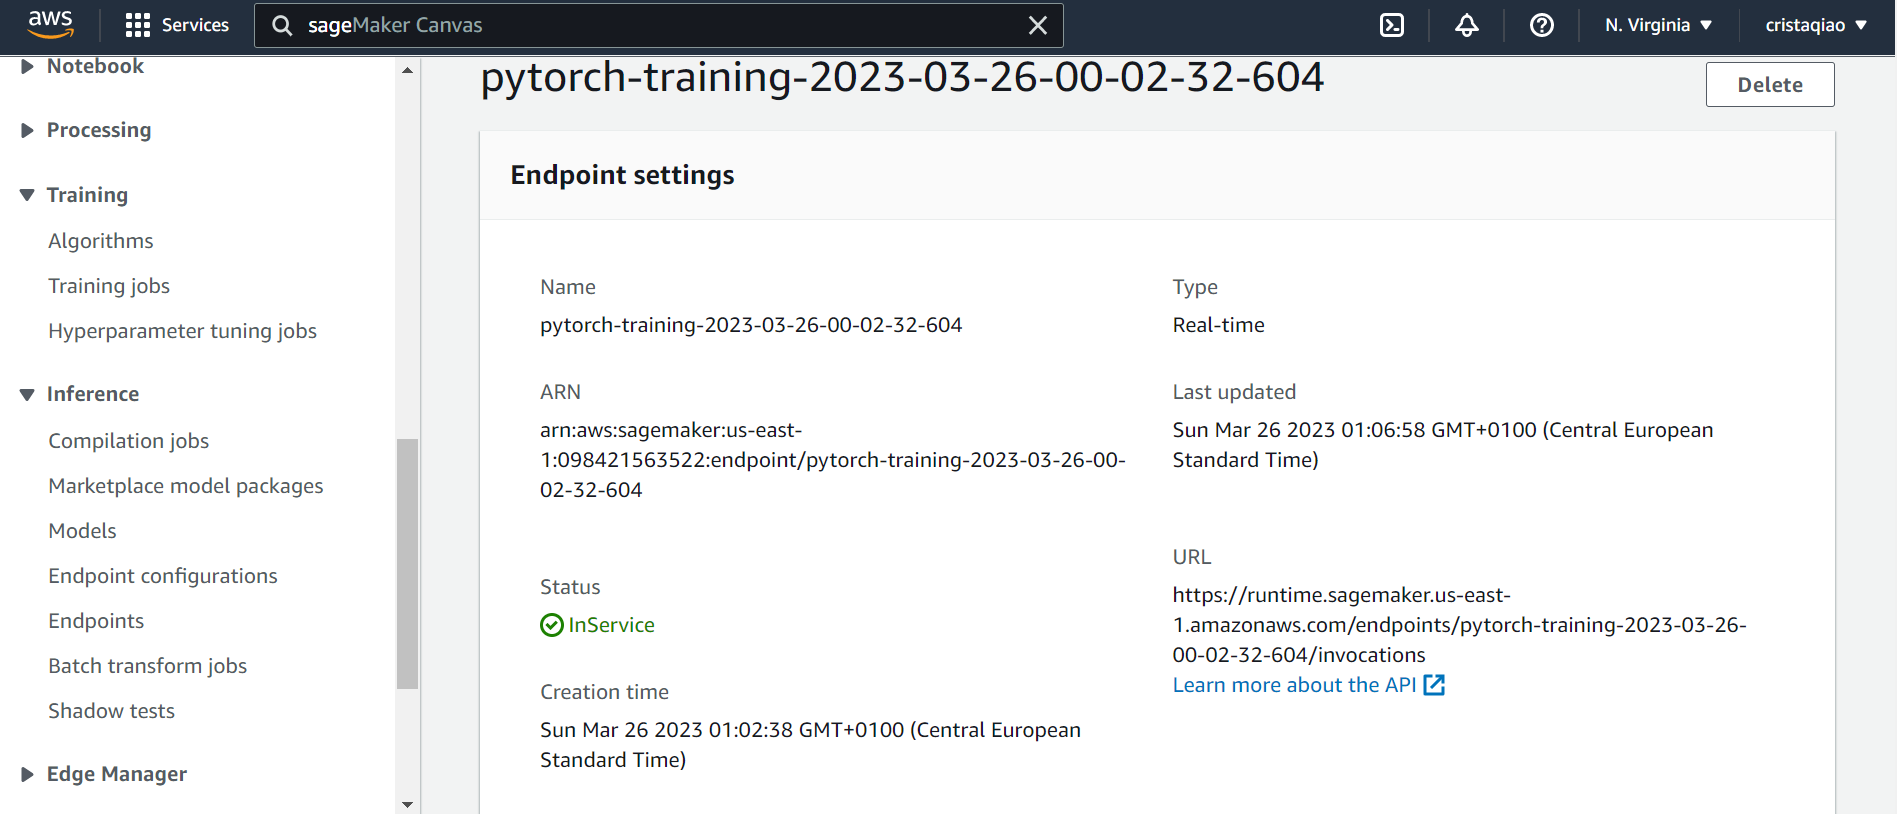 aws
Services
sageMaker Canvas
N. Virginia
cristaqiao
Notebook
Processing
Training
Algorithms
Training jobs
Hyperparameter tuning jobs
Inference
Compilation jobs
Marketplace model packages
Models
Endpoint configurations
Endpoints
Batch transform jobs
Shadow tests
Edge Manager
pytorch-training-2023-03-26-00-02-32-604
Delete
Endpoint settings
Name
pytorch-training-2023-03-26-00-02-32-604
Type
Real-time
ARN
arn:aws:sagemaker:us-east-
1:098421563522:endpoint/pytorch-training-2023-03-26-00-
02-32-604
Last updated
Sun Mar 26 2023 01:06:58 GMT+0100 (Central European
Standard Time)
Status
InService
URL
https://runtime.sagemaker.us-east-
1.amazonaws.com/endpoints/pytorch-training-2023-03-26-
00-02-32-604/invocations
Learn more about the API
Creation time
Sun Mar 26 2023 01:02:38 GMT+0100 (Central European
Standard Time)